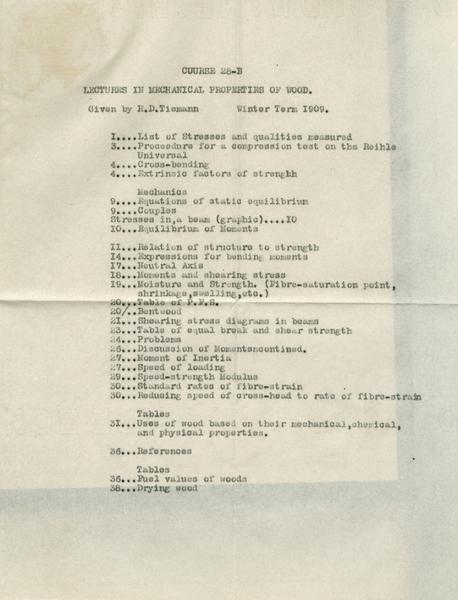 COURSE 28-B
LECTURES IN MECHANICAL PROPERTIES OF WOOD.
Given by H.D.Tiemann Winter Term 1909.
1....List of Stresses and qualities measured
3....Proceedure for a compression test on the Reihle
Universal
4....Cross-bending
4....Extrinsic factors of strength
Mechanics
9....Equations of static equilibrium
9....Couples
Stresses in,a beam (graphic)....10
10...Equilibrium of Moments
11...Relation of structure to strength
14...Expressions for bending moments
17...Neutral Axis
18...Moments and shearing stress
19...Moisture and Strength. (Fibre-saturation point,
shrinkage,swelling,etc.)
20...Table of F.F.S.
20/..Bentwood
21...Shearing stress diagrams in beams
23...Table of equal break and shear strength
24...Problems
26...Discussion of Momentsncontined.
27...Moment of Inertia
27...Speed of loading
29...Speed-strength Modulus
30...Standard rates of fibre-strain
30...Reducing speed of cross-head to rate of fibre-strain
Tables
31...Uses of wood based on their mechanical,chemical,
and physical properties.
36...References
Tables
36...Fuel values of woods
38...Drying wood